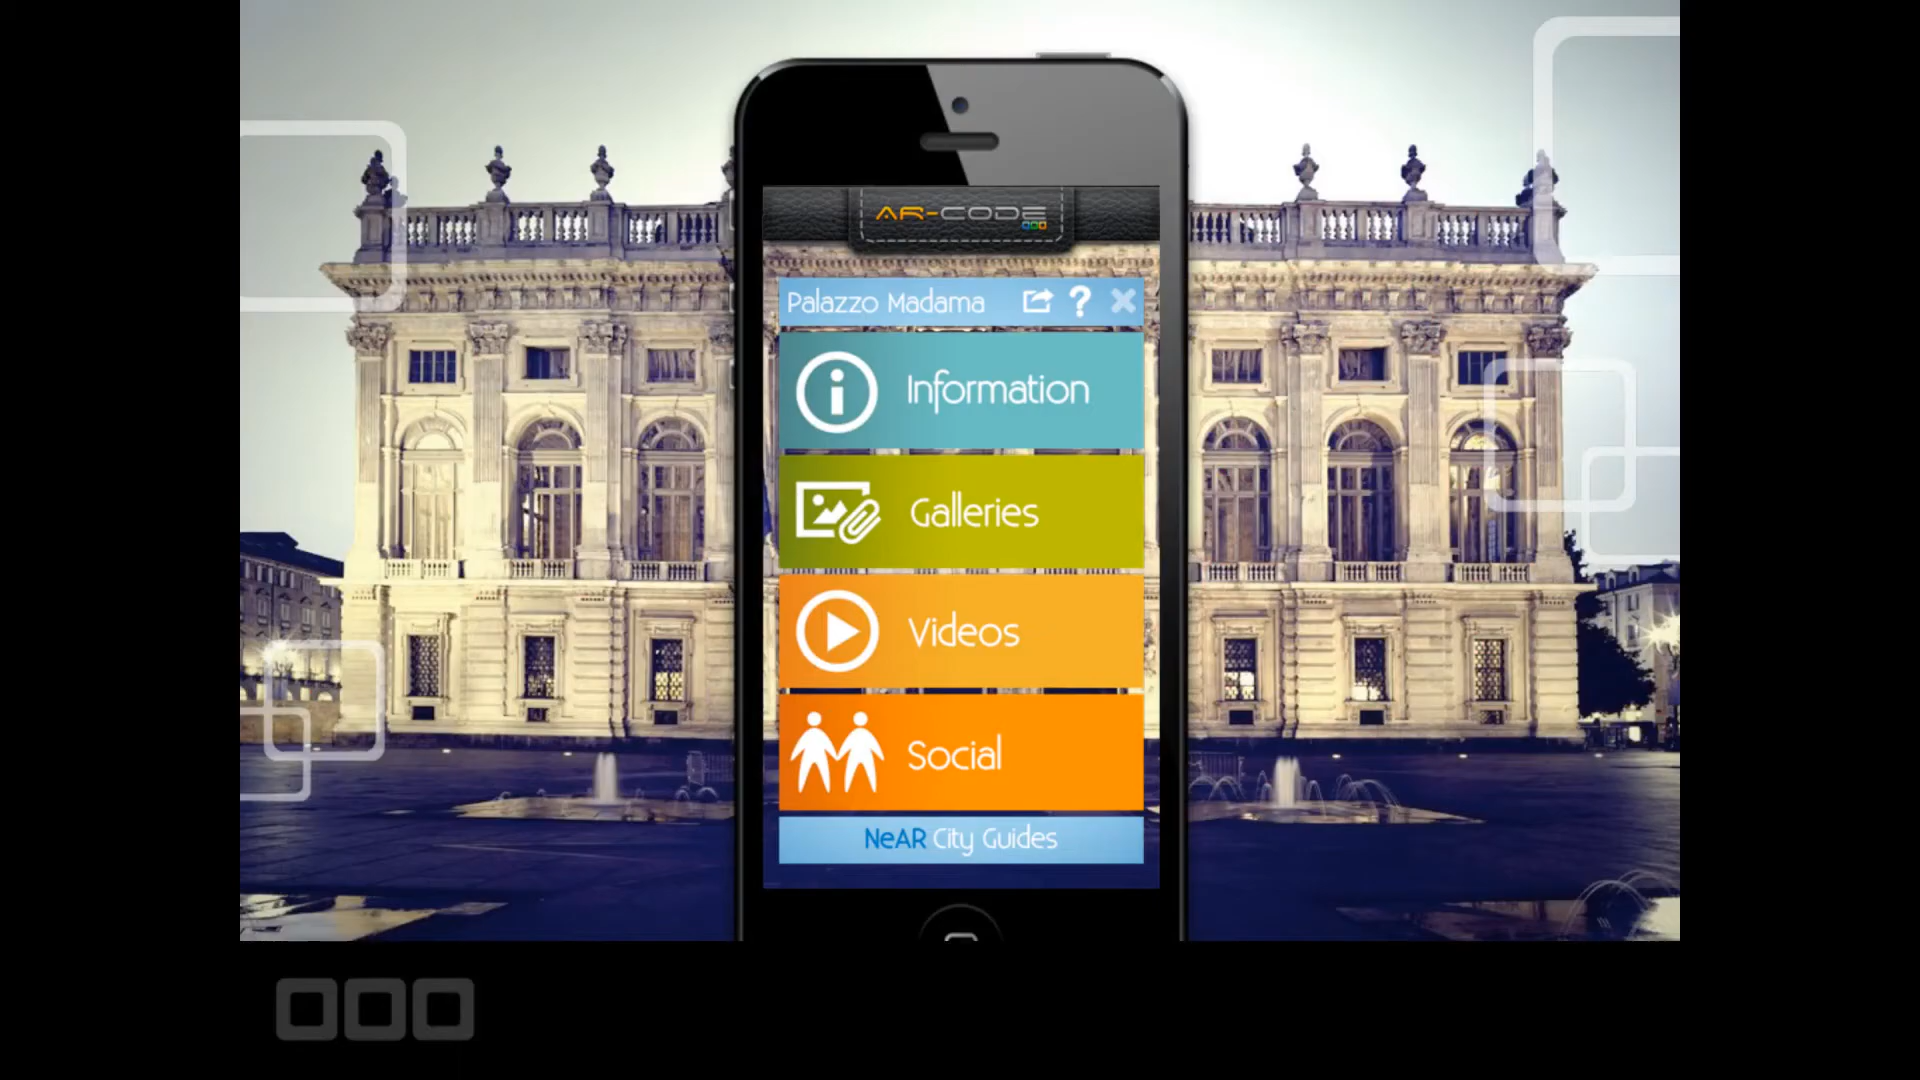 AR-CODE
Palazzo Madama ?
Information
Galleries
Videos
Social
NeAR City Guides